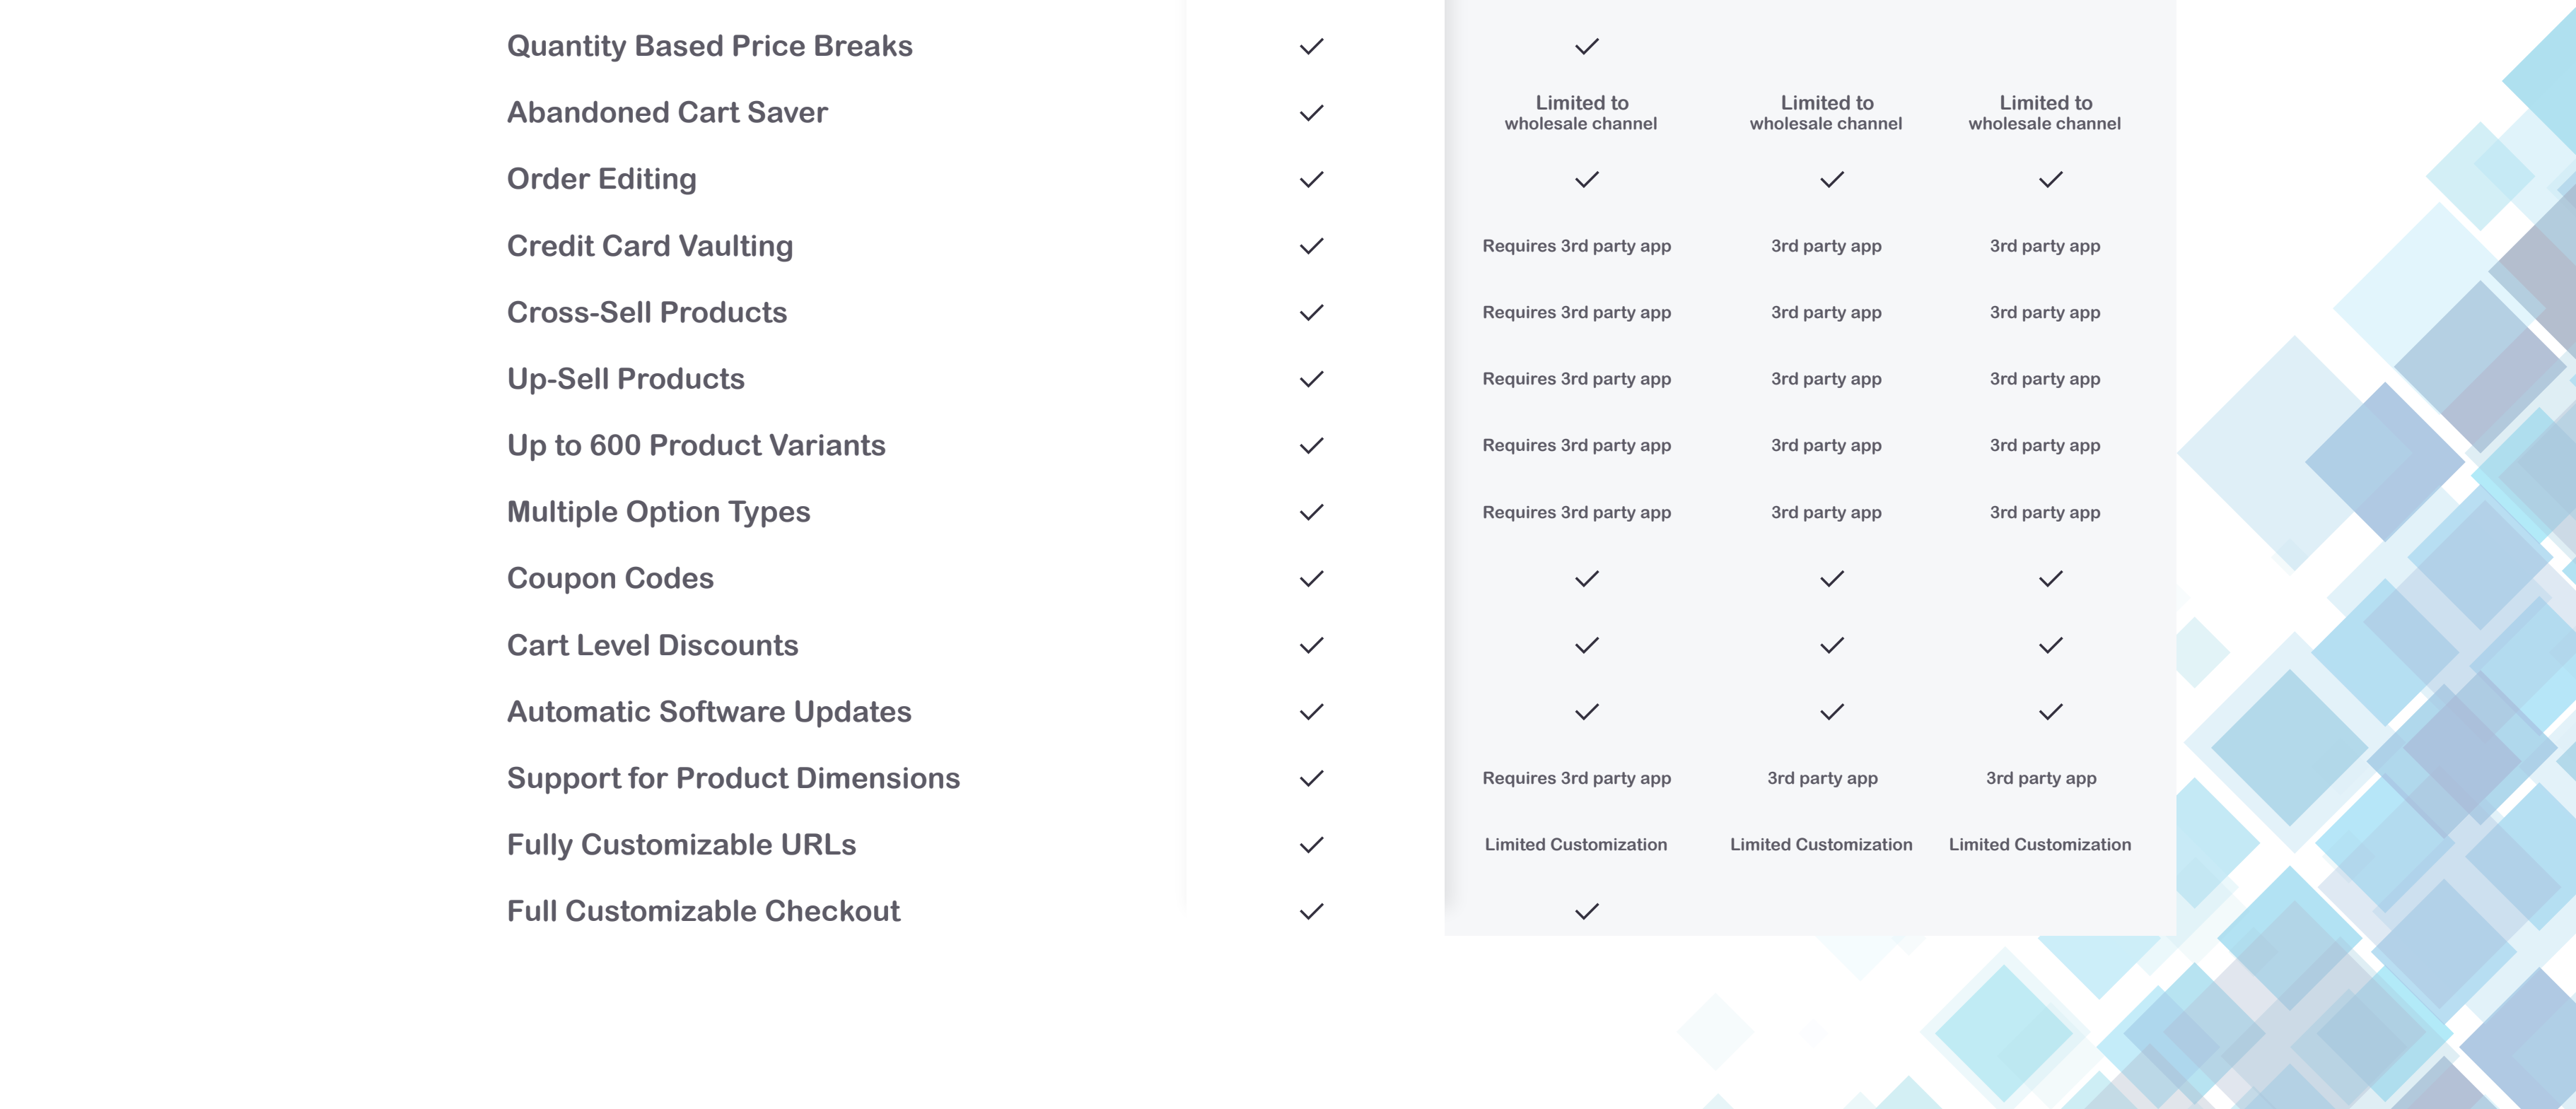 Quantity Based Price Breaks ✓ ✓
Abandoned Cart Saver ✓ Limited to Limited to Limited to
wholesale channel wholesale channel wholesale channel
Order Editing ✓ ✓ ✓ ✓
Credit Card Vaulting ✓ Requires 3rd party app 3rd party app 3rd party app
Cross-Sell Products ✓ Requires 3rd party app 3rd party app 3rd party app
Up-Sell Products ✓ Requires 3rd party app 3rd party app 3rd party app
Up to 600 Product Variants ✓ Requires 3rd party app 3rd party app 3rd party app
Multiple Option Types ✓ Requires 3rd party app 3rd party app 3rd party app
Coupon Codes ✓ ✓ ✓ ✓
Cart Level Discounts ✓ ✓ ✓ ✓
Automatic Software Updates ✓ ✓ ✓ ✓
Support for Product Dimensions ✓ Requires 3rd party app 3rd party app 3rd party app
Fully Customizable URLs ✓ Limited Customization Limited Customization Limited Customization
Full Customizable Checkout ✓ ✓